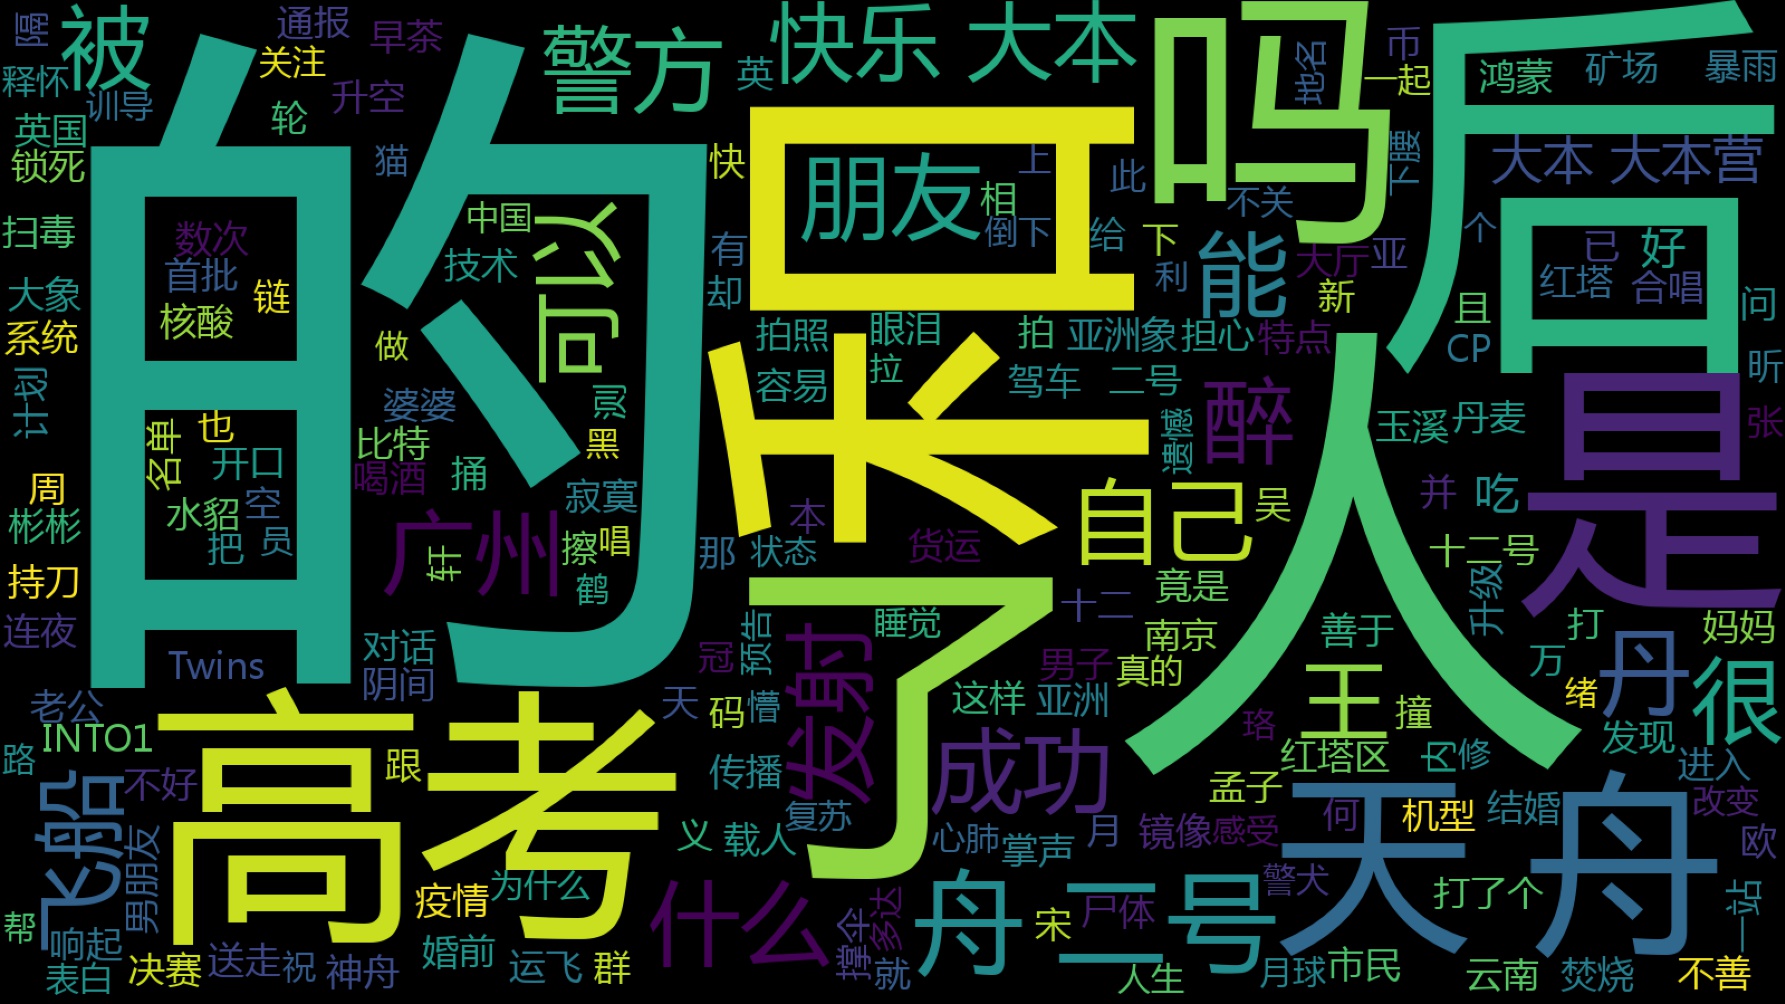 隔
被
通报
早茶
关注
释怀
训导
升空
轮
英国
锁死
警方
英
快乐
大本
吗
后
币
地名
一起
鸿蒙
矿场
暴雨
的
猫
快
回
朋友
上
相
倒下
此
给
下
不关
下腰
大本
大本营
扫毒
数次
首批
链
核酸
大象
系统
计划
中国
技术
可以
有
却
利
能
大厅
亚
新
个
已
好
红塔
合唱
问
且
CP
昕
做
拍照
眼泪
拍
亚洲象
担心
特点
容易
拉
驾车
二号
米
婆婆
测
比特
黑
喝酒
捅
名单
也
开口
周
水貂
空
彬彬
把
员
持刀
连夜
寂寞
遗憾
醉
玉溪
丹麦
张
人
是
自己
吴
并
吃
本
那
状态
货运
广州
轩
擦
唱
鹤
竟是
十二号
升级
了
十二
睡觉
对话
阴间
Twins
老公
INTO1
预告
冠
发射
男子
南京
真的
善于
打
妈妈
万
丹
绪
很
天
码
懵
这样
亚洲
珞
王
撞
发现
路
高考
跟
不好
传播
成功
红塔区
内修
进入
孟子
飞船
男朋友
复苏
义
载人
心肺
掌声
月
镜像
感受
何
机型
结婚
改变
欧
疫情
为什么
什么
天舟
警犬
打了个
一站
帮
响起
表白
决赛
送走
祝
神舟
婚前
运飞
群
撑伞
多达
就
舟二号
宋
尸体
人生
月球
市民
云南
焚烧
不善